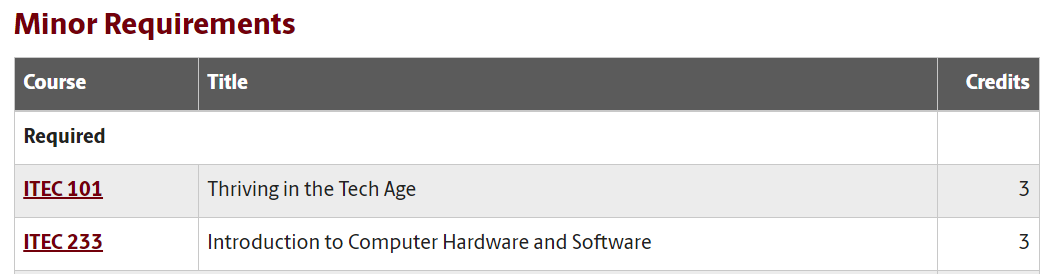 Minor Requirements
Course Title Credits
Required
ITEC 101 Thriving in the Tech Age 3
ITEC 233 Introduction to Computer Hardware and Software 3